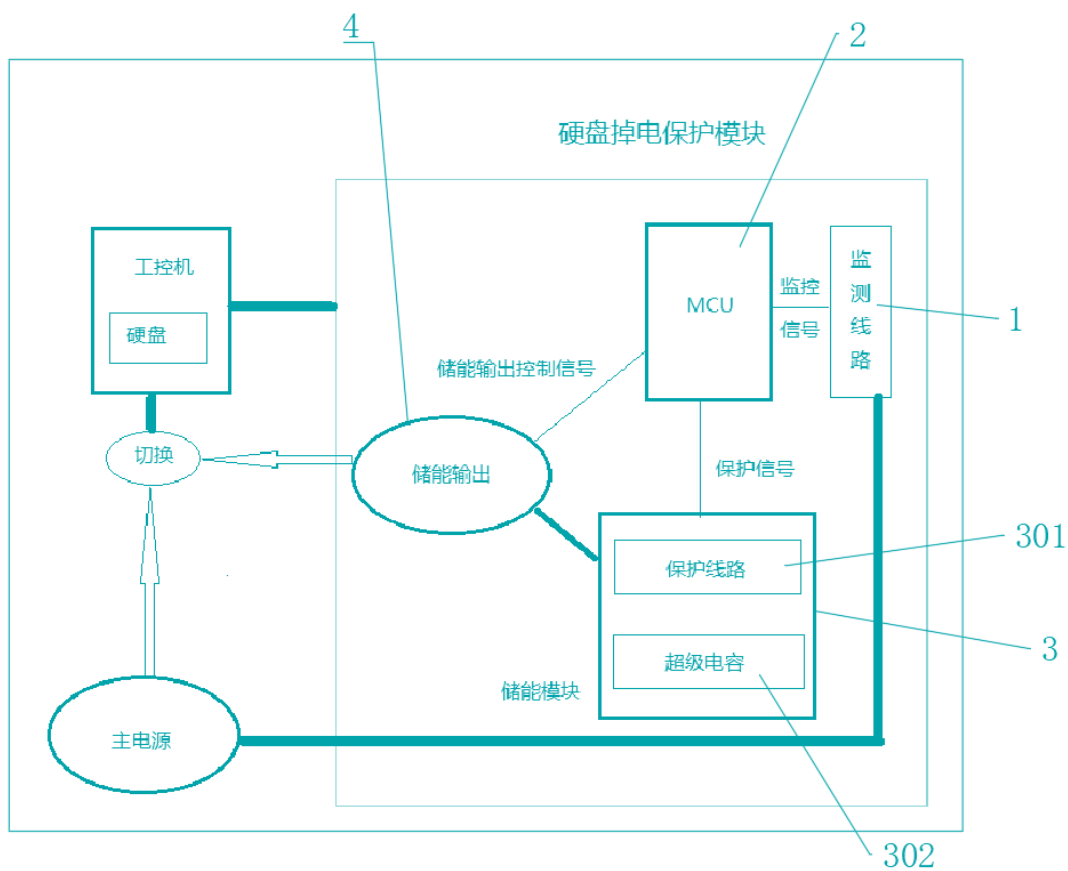 4
2
硬盘掉电保护模块
工控机
硬盘
MCU
监控
信号
监测线路
1
储能输出控制信号
切换
储能输出
保护信号
301
保护线路
3
超级电容
储能模块
主电源
302